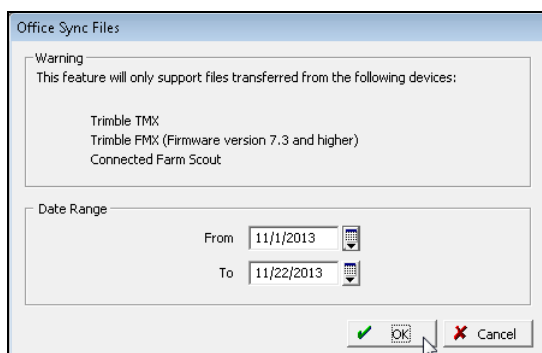 Office Sync Files
Warning
This feature will only support files transferred from the following devices:
Trimble TMX
Trimble FMX (Firmware version 7.3 and higher)
Connected Farm Scout
Date Range
From 11/1/2013
To 11/22/2013
OK Cancel